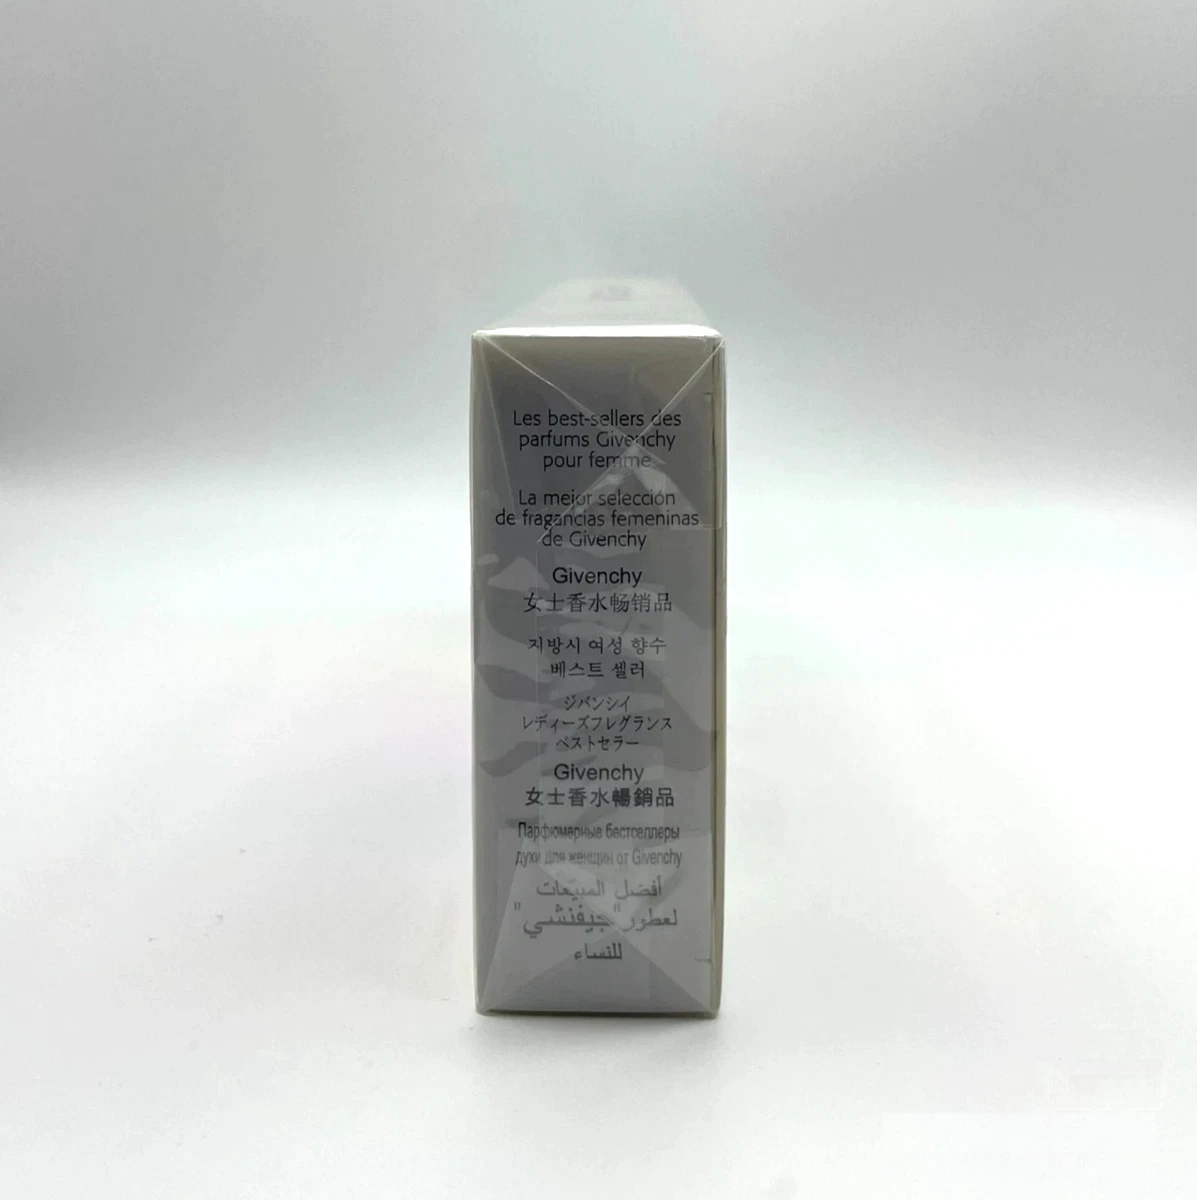 Les best-sellers des
parfums Givenchy
pour femme
La mejor selección
de fragancias femeninas
de Givenchy
Givenchy
女士香水畅销品
지방시 여성 향수
베스트 셀러
ジバンシイ
レディーズフレグランス
ベストセラー
Givenchy
女士香水暢銷品
Парфюмерные бестселлеры
духи для женщин от Givenchy
أفضل المبيعات
لعطور "جيفنشي"
للنساء